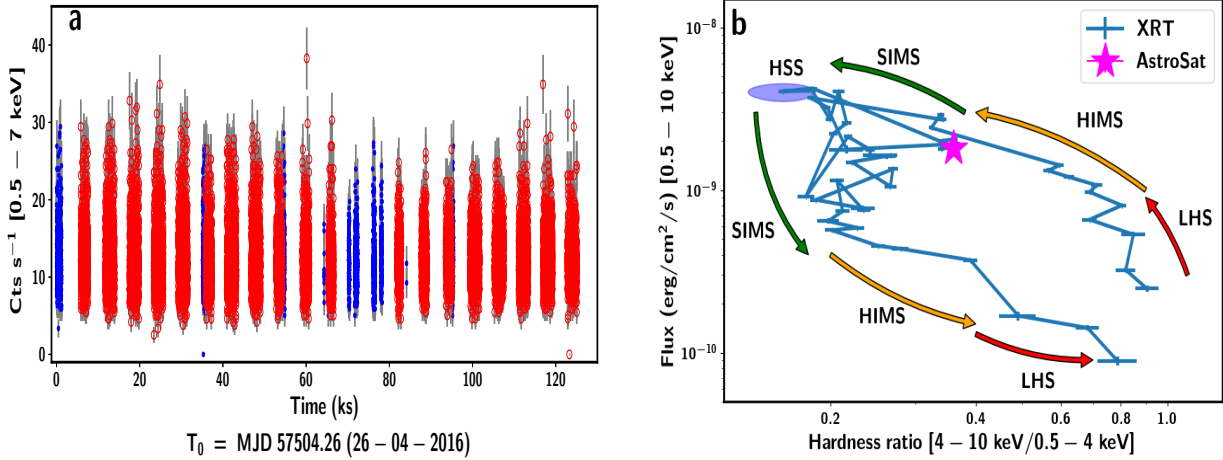 a
Cts s⁻¹ [0.5 — 7 keV]
40
30
20
10
0
0 20 40 60 80 100 120
Time (ks)
T₀ = MJD 57504.26 (26 − 04 − 2016)
b
Flux (erg/cm²/s) [0.5 − 10 keV]
10⁻⁸
10⁻⁹
10⁻¹⁰
XRT
AstroSat
SIMS
HSS
HIMS
LHS
SIMS
HIMS
LHS
0.2 0.4 0.6 0.8 1.0
Hardness ratio [4 − 10 keV/0.5 − 4 keV]